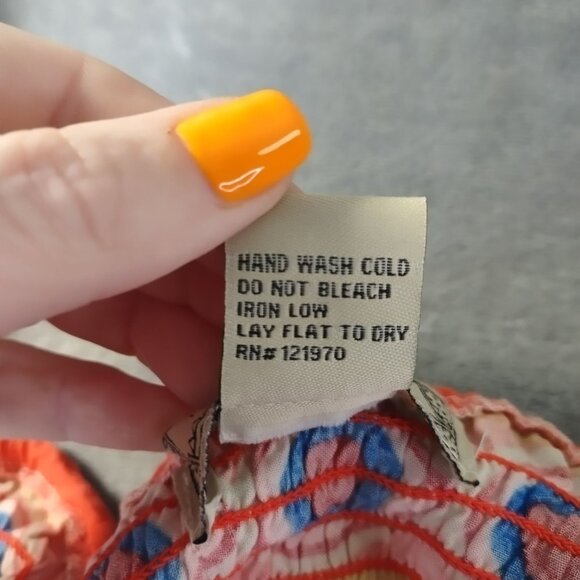 HAND WASH COLD
DO NOT BLEACH
IRON LOW
LAY FLAT TO DRY
RN# 121970